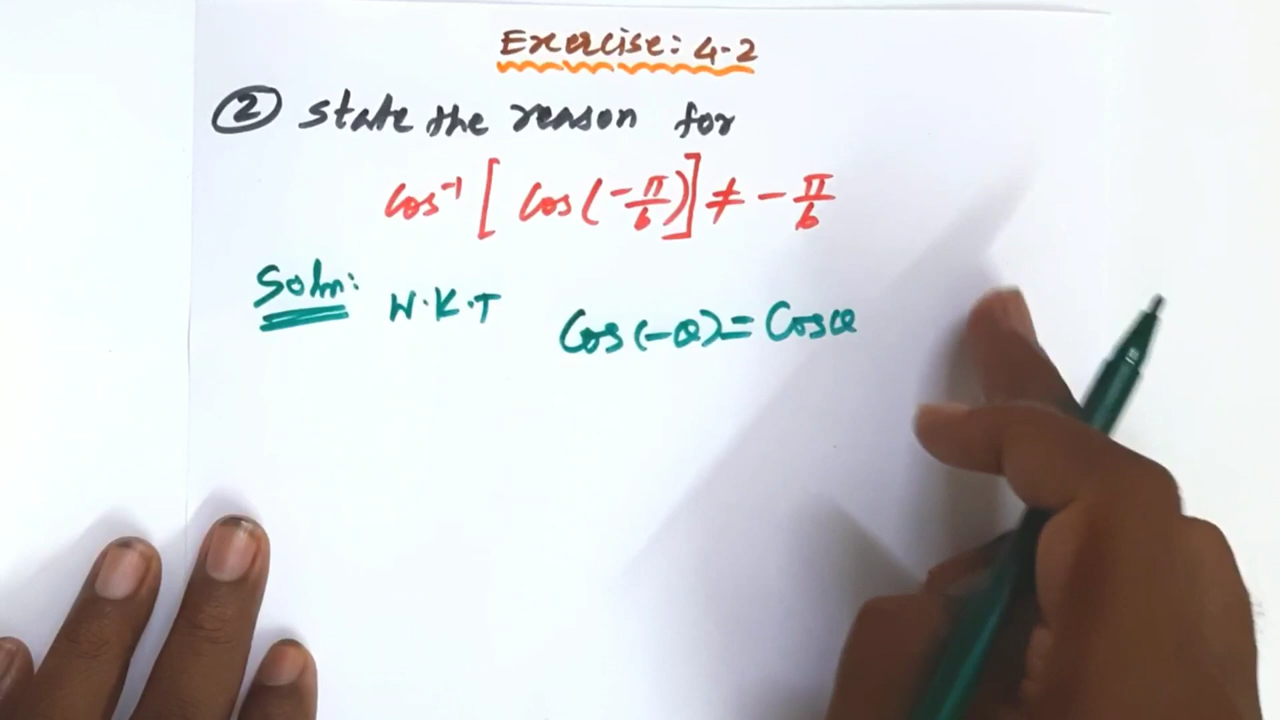 Exercise: 4.2
② State the reason for
Cos⁻¹ [ Cos(-π/6) ] ≠ - π/6
Soln: W.K.T Cos(-θ) = Cosθ